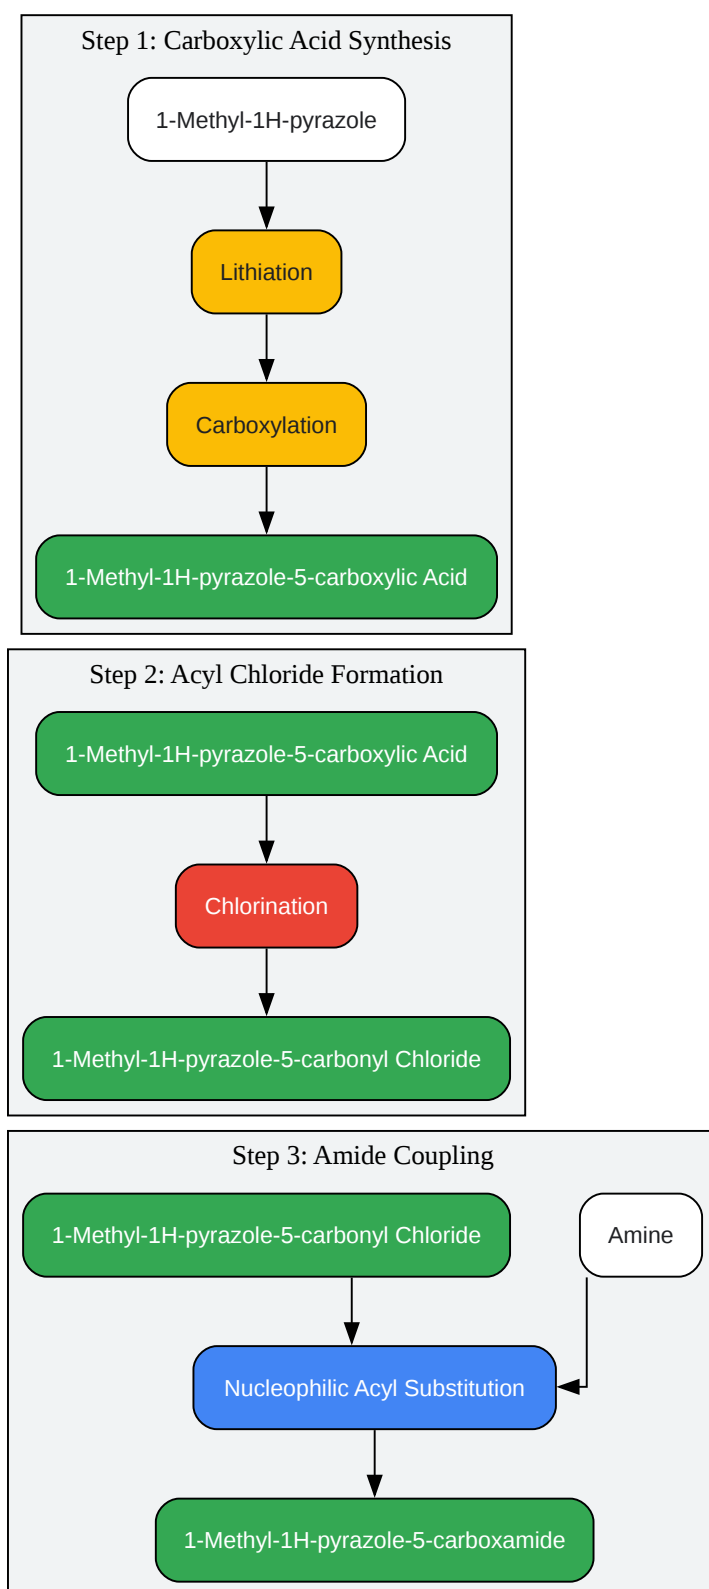 Step 1: Carboxylic Acid Synthesis
1-Methyl-1H-pyrazole
Lithiation
Carboxylation
1-Methyl-1H-pyrazole-5-carboxylic Acid
Step 2: Acyl Chloride Formation
1-Methyl-1H-pyrazole-5-carboxylic Acid
Chlorination
1-Methyl-1H-pyrazole-5-carbonyl Chloride
Step 3: Amide Coupling
1-Methyl-1H-pyrazole-5-carbonyl Chloride
Amine
Nucleophilic Acyl Substitution
1-Methyl-1H-pyrazole-5-carboxamide